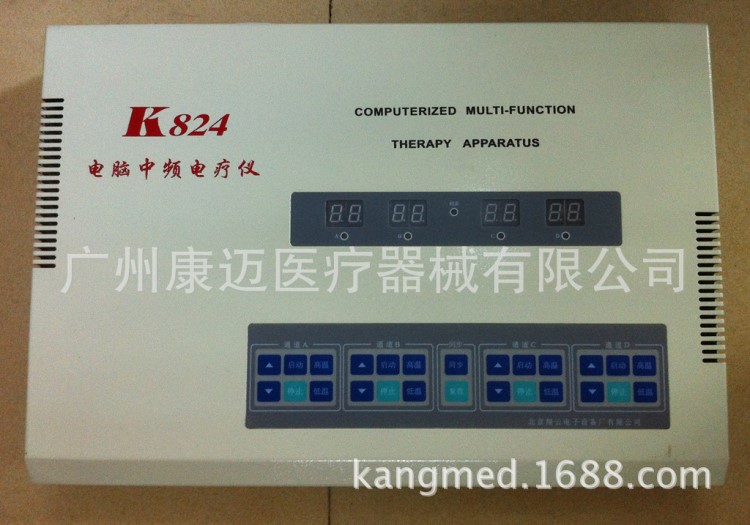 K824
电脑中频电疗仪
COMPUTERIZED MULTI-FUNCTION
THERAPY APPARATUS
同步
A B C D
广州康迈医疗器械有限公司
通道A 通道B 同步 通道C 通道D
启动 高温 启动 高温 同步 启动 高温 启动 高温
停止 低温 停止 低温 复位 停止 低温 停止 低温
kangmed.1688.com